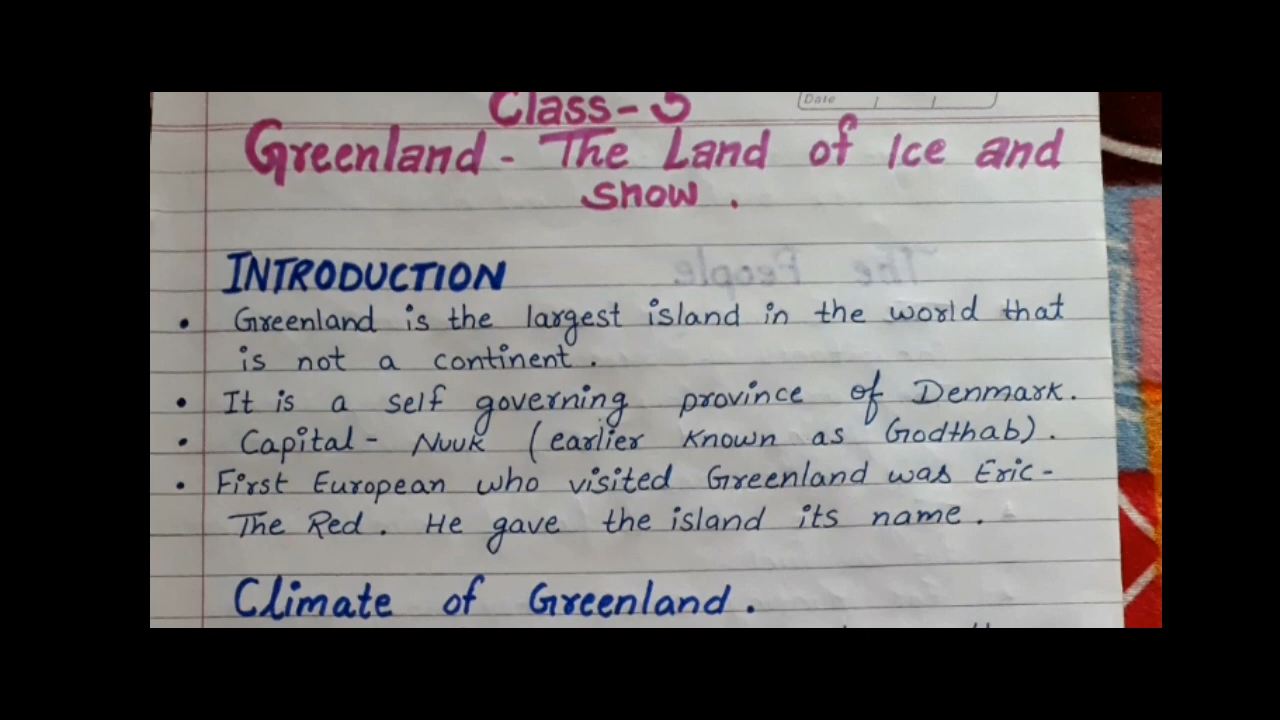 Class-5
Date
Greenland - The Land of Ice and
snow.
INTRODUCTION
The People
• Greenland is the largest island in the world that
is not a continent.
• It is a self governing province of Denmark.
• Capital - Nuuk (earlier known as Godthab).
• First European who visited Greenland was Eric-
The Red. He gave the island its name.
Climate of Greenland.